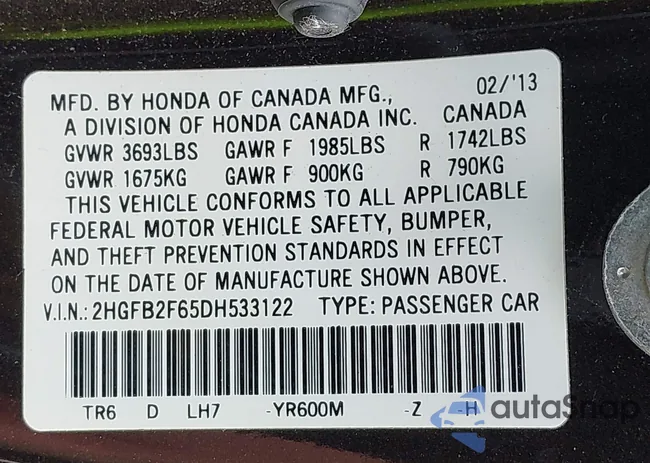 02/'13
MFD. BY HONDA OF CANADA MFG.,
A DIVISION OF HONDA CANADA INC. CANADA
GVWR 3693LBS GAWR F 1985LBS R 1742LBS
GVWR 1675KG GAWR F 900KG R 790KG
THIS VEHICLE CONFORMS TO ALL APPLICABLE
FEDERAL MOTOR VEHICLE SAFETY, BUMPER,
AND THEFT PREVENTION STANDARDS IN EFFECT
ON THE DATE OF MANUFACTURE SHOWN ABOVE.
V.I.N.: 2HGFB2F65DH533122 TYPE: PASSENGER CAR
TR6 D LH7 -YR600M -Z -H
autoSnap